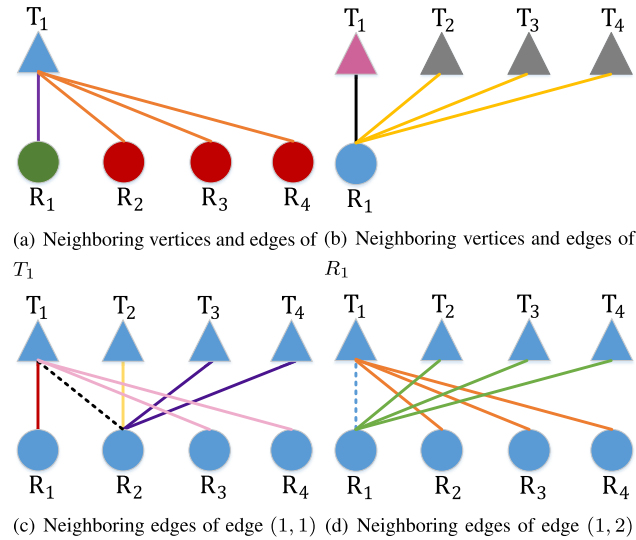 T1
R1 R2 R3 R4
(a) Neighboring vertices and edges of
T1
T1 T2 T3 T4
R1
(b) Neighboring vertices and edges of
R1
T1 T2 T3 T4
R1 R2 R3 R4
(c) Neighboring edges of edge (1, 1)
T1 T2 T3 T4
R1 R2 R3 R4
(d) Neighboring edges of edge (1, 2)